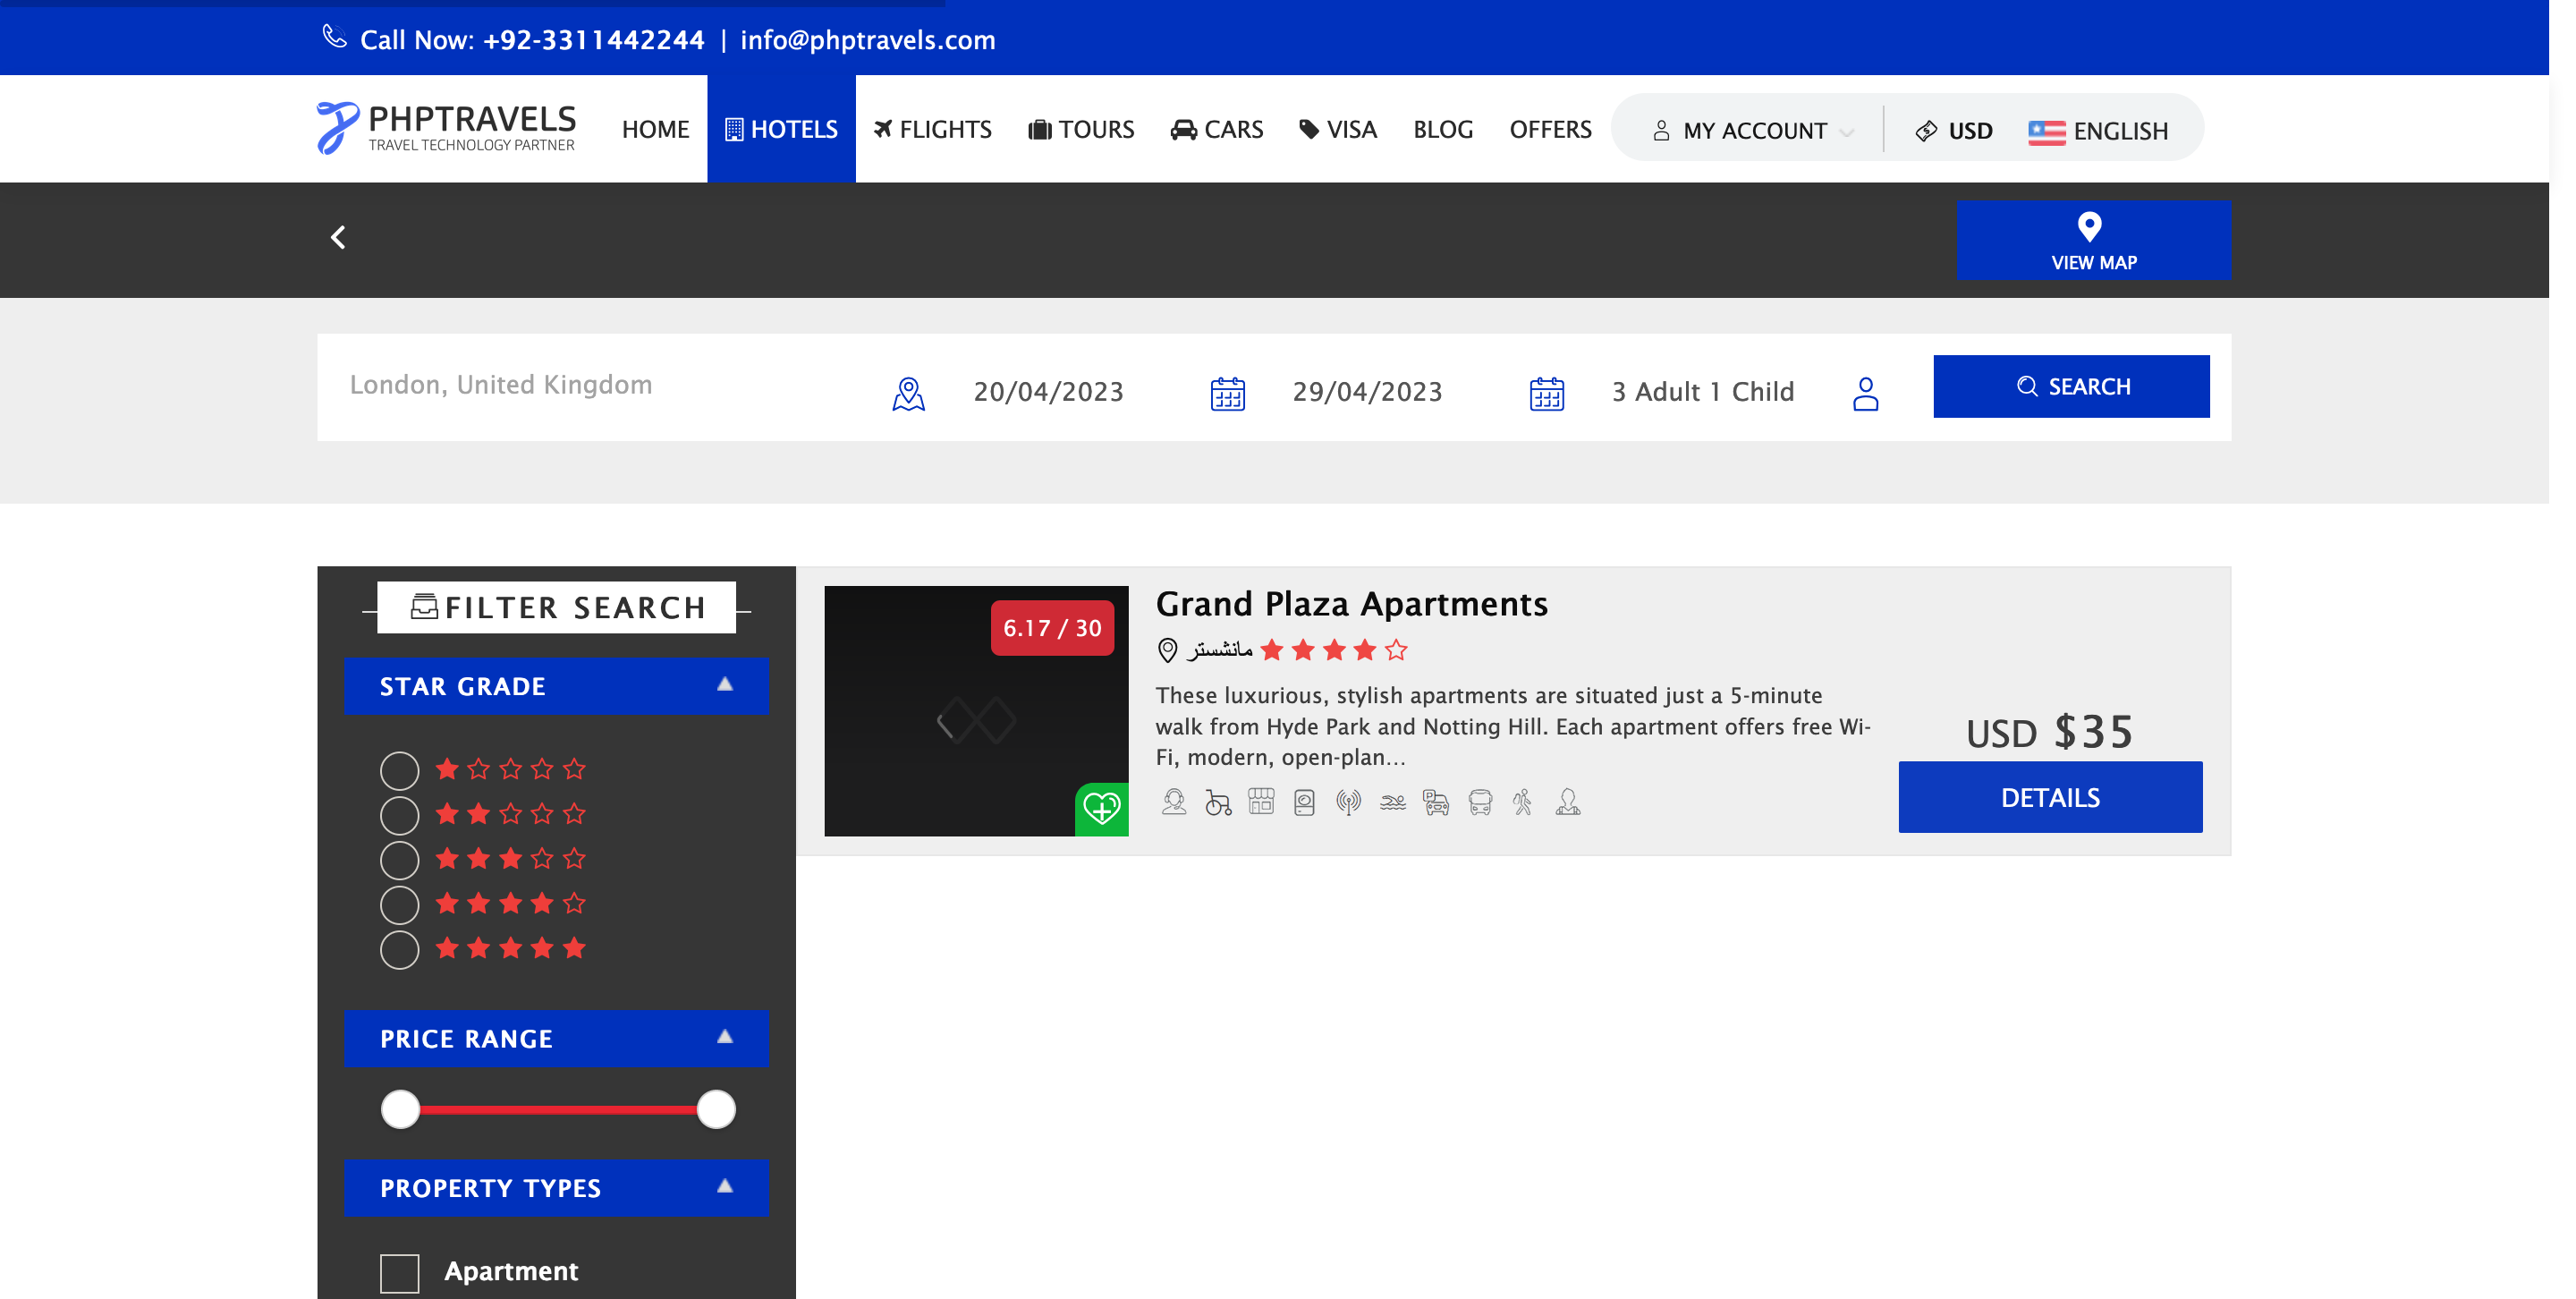 Call Now: +92-3311442244 | info@phptravels.com
PHPTRAVELS
TRAVEL TECHNOLOGY PARTNER
HOME HOTELS FLIGHTS TOURS CARS VISA BLOG OFFERS MY ACCOUNT USD ENGLISH
VIEW MAP
London, United Kingdom 20/04/2023 29/04/2023 3 Adult 1 Child SEARCH
FILTER SEARCH
STAR GRADE
PRICE RANGE
PROPERTY TYPES
Apartment
6.17 / 30
Grand Plaza Apartments
مانشستر
These luxurious, stylish apartments are situated just a 5-minute
walk from Hyde Park and Notting Hill. Each apartment offers free Wi-
Fi, modern, open-plan...
USD $35
DETAILS